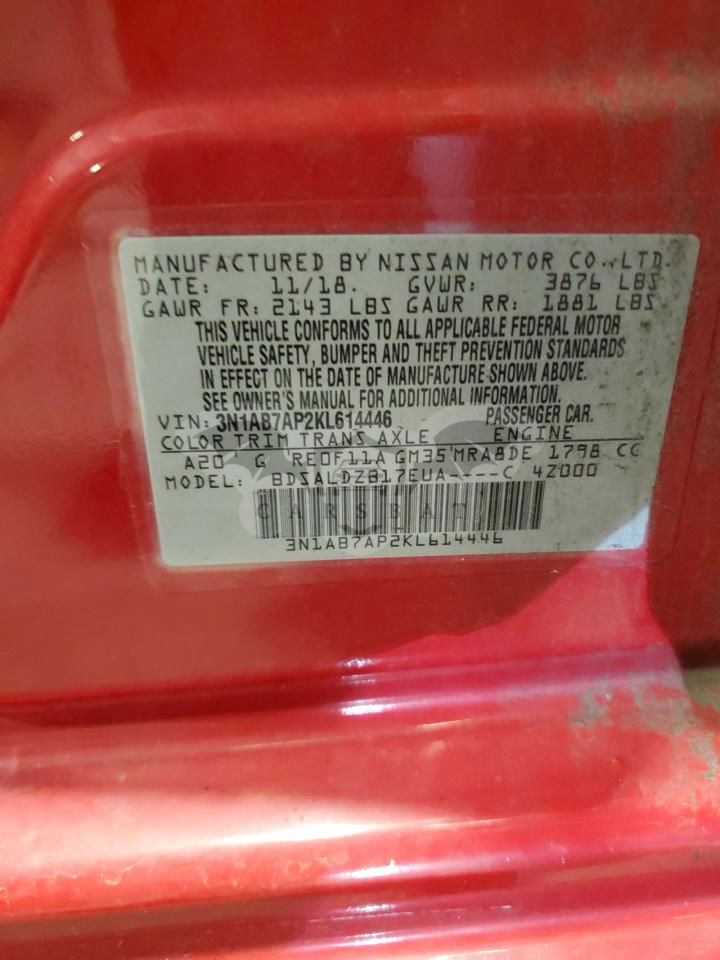 MANUFACTURED BY NISSAN MOTOR CO., LTD.
DATE: 11/18. GVWR: 3876 LBS
GAWR FR: 2143 LBS GAWR RR: 1881 LBS
THIS VEHICLE CONFORMS TO ALL APPLICABLE FEDERAL MOTOR
VEHICLE SAFETY, BUMPER AND THEFT PREVENTION STANDARDS
IN EFFECT ON THE DATE OF MANUFACTURE SHOWN ABOVE.
SEE OWNER'S MANUAL FOR ADDITIONAL INFORMATION.
VIN: 3N1AB7AP2KL614446 PASSENGER CAR.
COLOR TRIM TRANS AXLE ENGINE
A20 G RE0F11A GM35 MRA8DE 1798 CC
MODEL: BDSALDZB17EUA----C 4Z000
3N1AB7AP2KL614446